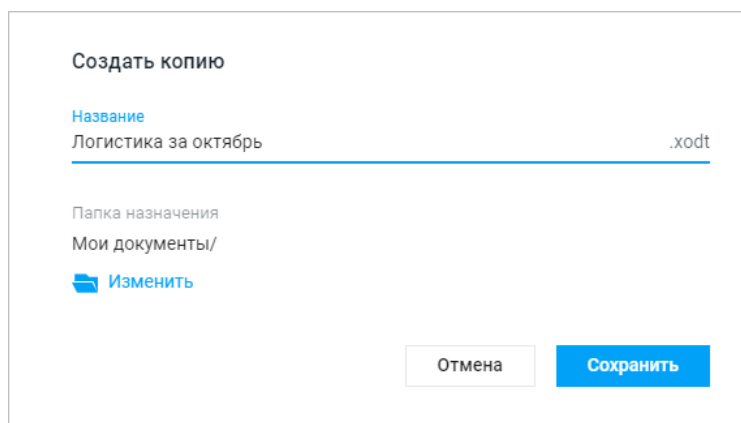 Создать копию
Название
Логистика за октябрь .xodt
Папка назначения
Мои документы/
Изменить
Отмена Сохранить